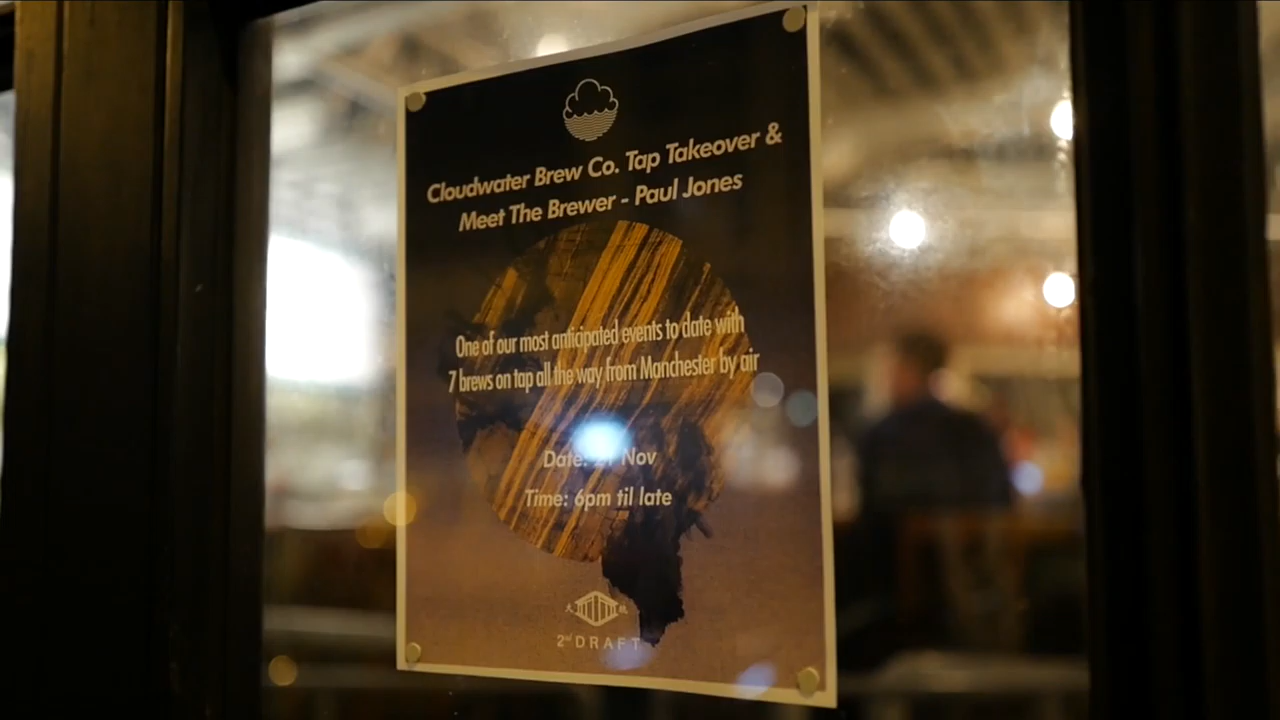 Cloudwater Brew Co. Tap Takeover &
Meet The Brewer - Paul Jones
One of our most anticipated events to date with
7 brews on tap all the way from Manchester by air
Date: Nov
Time: 6pm til late
大
2nd DRAFT